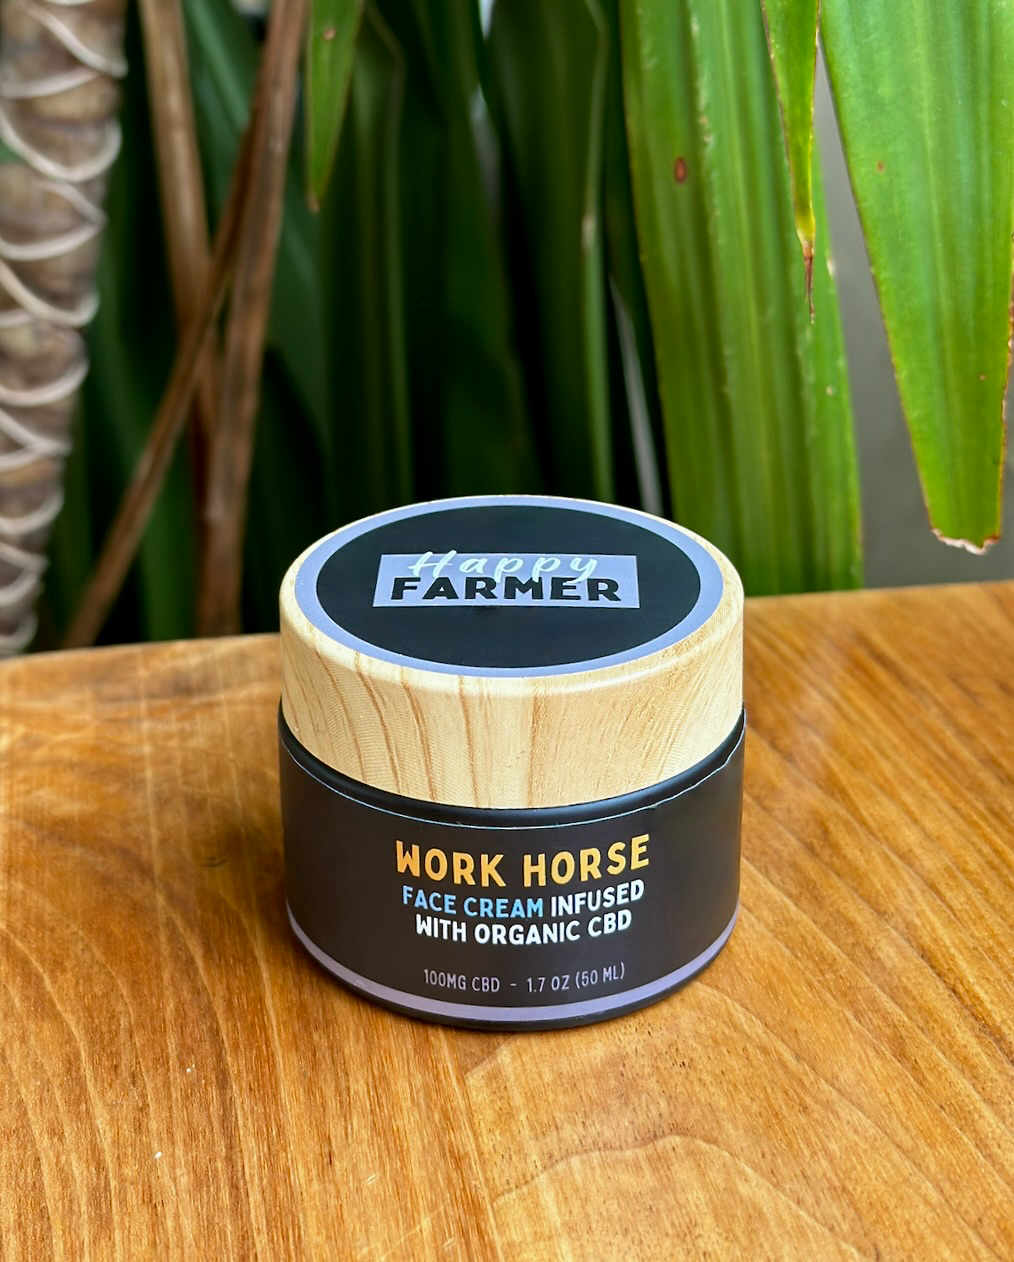 Happy
FARMER
WORK HORSE
FACE CREAM INFUSED
WITH ORGANIC CBD
100MG CBD - 1.7 OZ (50 ML)